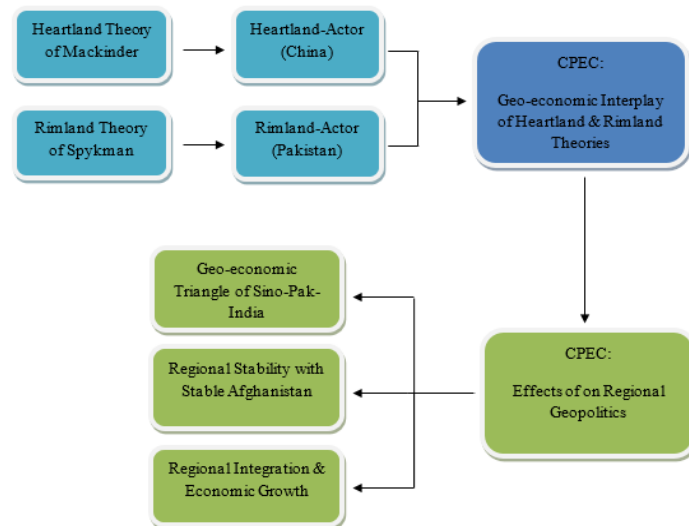 Heartland Theory
of Mackinder
Heartland-Actor
(China)
Rimland Theory
of Spykman
Rimland-Actor
(Pakistan)
CPEC:
Geo-economic Interplay
of Heartland & Rimland
Theories
Geo-economic
Triangle of Sino-Pak-
India
Regional Stability with
Stable Afghanistan
Regional Integration &
Economic Growth
CPEC:
Effects of on Regional
Geopolitics